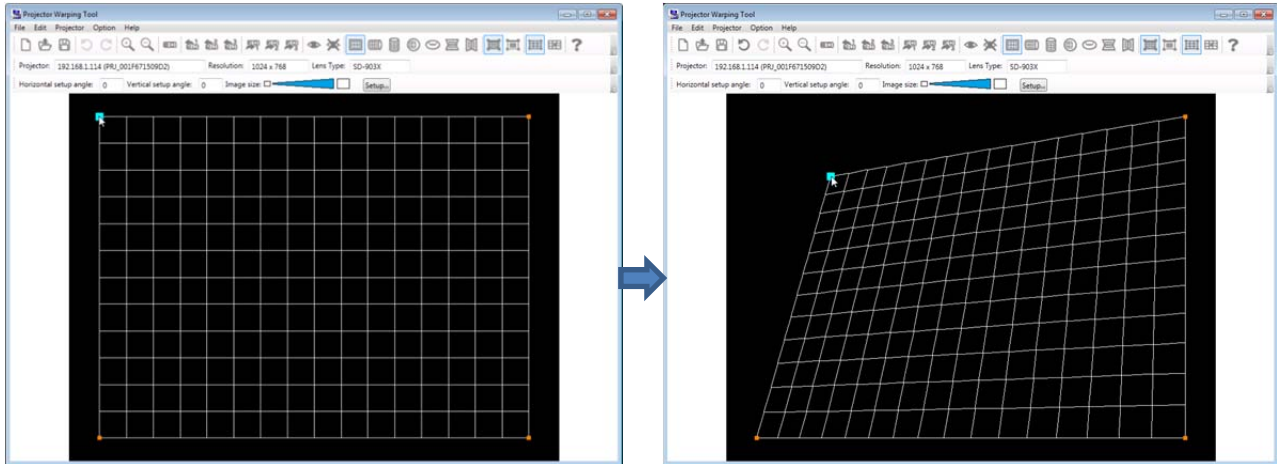 Projector Warping Tool
File Edit Projector Option Help
Projector: 192.168.1.114 (PRJ_001F671509D2) Resolution: 1024 x 768 Lens Type: SD-903X
Horizontal setup angle: 0 Vertical setup angle: 0 Image size: Setup...
Projector Warping Tool
File Edit Projector Option Help
Projector: 192.168.1.114 (PRJ_001F671509D2) Resolution: 1024 x 768 Lens Type: SD-903X
Horizontal setup angle: 0 Vertical setup angle: 0 Image size: Setup...